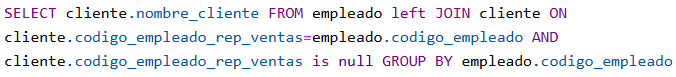 SELECT cliente.nombre_cliente FROM empleado left JOIN cliente ON
cliente.codigo_empleado_rep_ventas=empleado.codigo_empleado AND
cliente.codigo_empleado_rep_ventas is null GROUP BY empleado.codigo_empleado